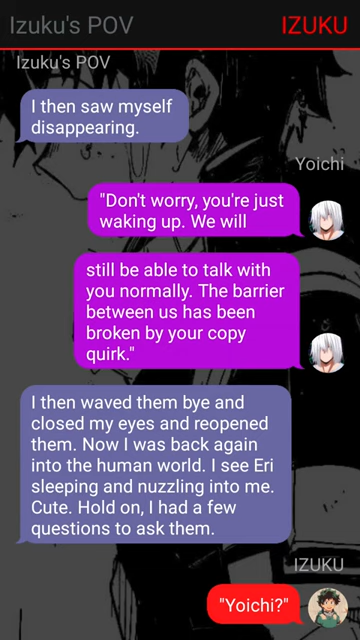 Izuku's POV
IZUKU
Izuku's POV
I then saw myself
disappearing.
Yoichi
"Don't worry, you're just
waking up. We will
still be able to talk with
you normally. The barrier
between us has been
broken by your copy
quirk."
I then waved them bye and
closed my eyes and reopened
them. Now I was back again
into the human world. I see Eri
sleeping and nuzzling into me.
Cute. Hold on, I had a few
questions to ask them.
IZUKU
"Yoichi?"